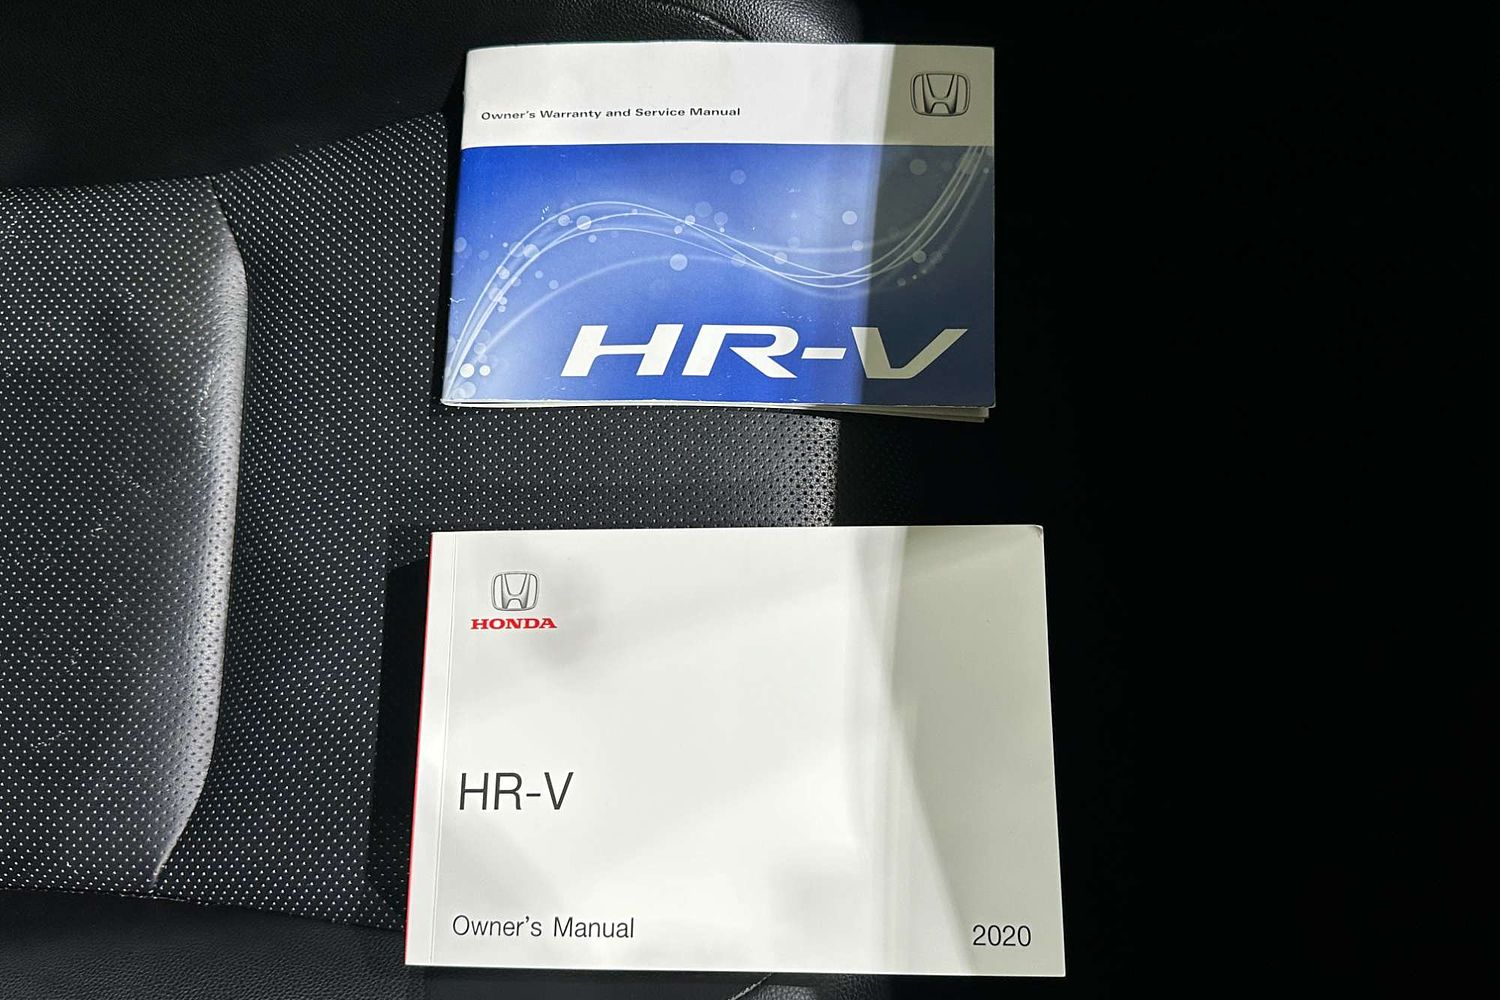 Owner's Warranty and Service Manual
HR-V
HONDA
HR-V
Owner's Manual
2020